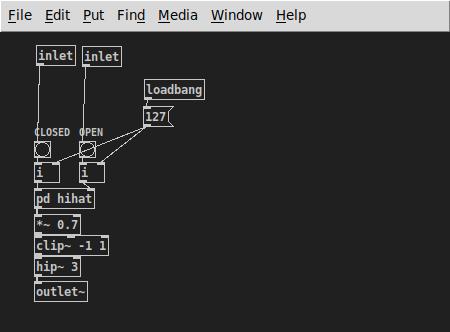 File Edit Put Find Media Window Help
inlet inlet
loadbang
127
CLOSED OPEN
i i
pd hihat
*~ 0.7
clip~ -1 1
hip~ 3
outlet~